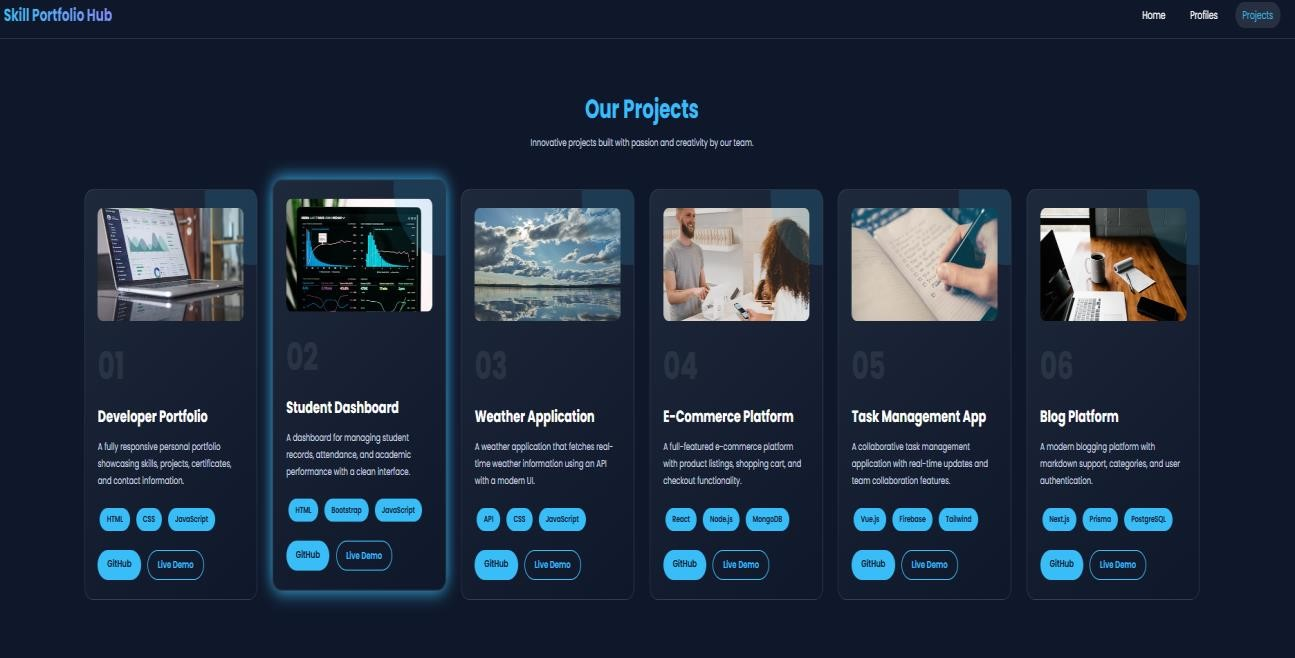 Skill Portfolio Hub
Home
Profiles
Projects
Our Projects
Innovative projects built with passion and creativity by our team.
01
Developer Portfolio
A fully responsive personal portfolio
showcasing skills, projects, certificates,
and contact information.
HTML
CSS
JavaScript
GitHub
Live Demo
02
Student Dashboard
A dashboard for managing student
records, attendance, and academic
performance with a clean interface.
HTML
Bootstrap
JavaScript
GitHub
Live Demo
03
Weather Application
A weather application that fetches real-
time weather information using an API
with a modern UI.
API
CSS
JavaScript
GitHub
Live Demo
04
E-Commerce Platform
A full-featured e-commerce platform
with product listings, shopping cart, and
checkout functionality.
React
Node.js
MongoDB
GitHub
Live Demo
05
Task Management App
A collaborative task management
application with real-time updates and
team collaboration features.
Vue.js
Firebase
Tailwind
GitHub
Live Demo
06
Blog Platform
A modern blogging platform with
markdown support, categories, and user
authentication.
Next.js
Prisma
PostgreSQL
GitHub
Live Demo